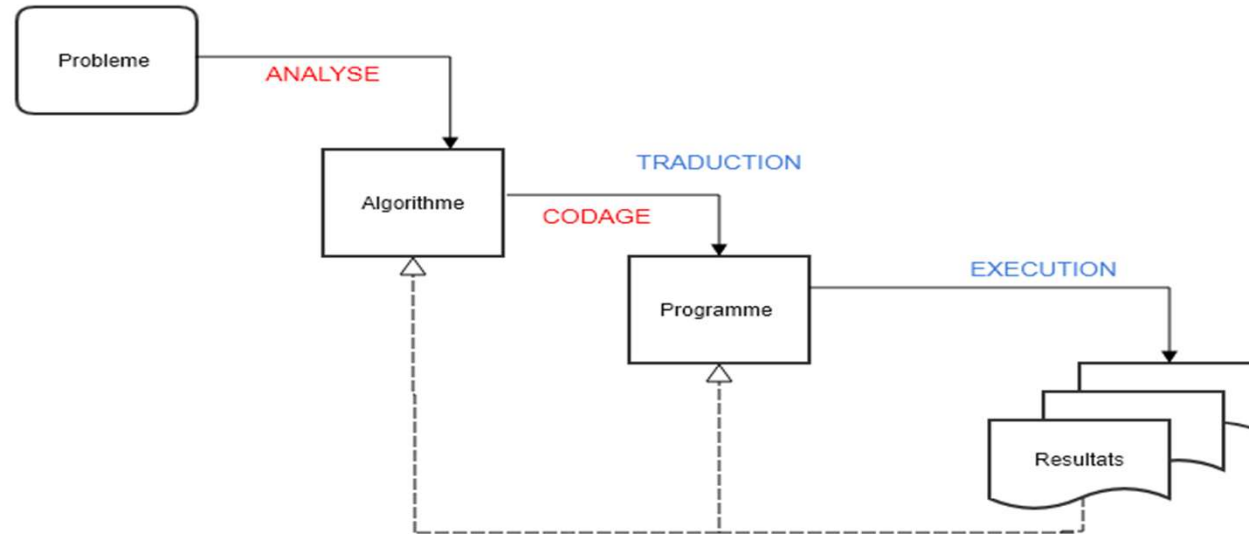 Probleme
ANALYSE
Algorithme
TRADUCTION
CODAGE
Programme
EXECUTION
Resultats